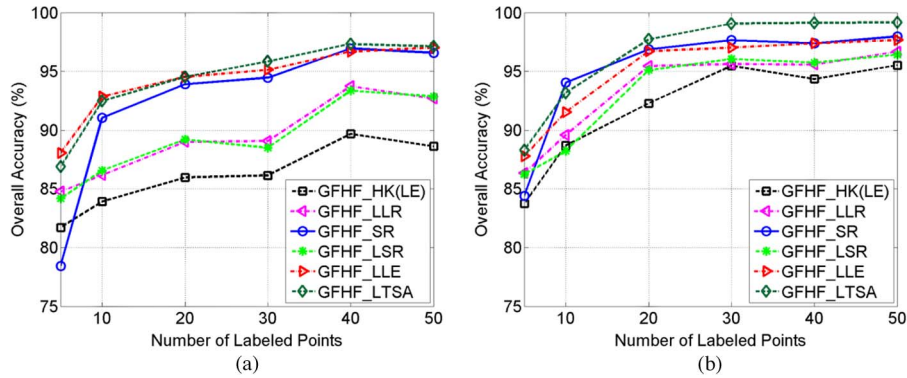 100
95
90
85
80
75
10
20
30
40
50
Overall Accuracy (%)
Number of Labeled Points
GFHF_HK(LE)
GFHF_LLR
GFHF_SR
GFHF_LSR
GFHF_LLE
GFHF_LTSA
(a)
100
95
90
85
80
75
10
20
30
40
50
Overall Accuracy (%)
Number of Labeled Points
GFHF_HK(LE)
GFHF_LLR
GFHF_SR
GFHF_LSR
GFHF_LLE
GFHF_LTSA
(b)